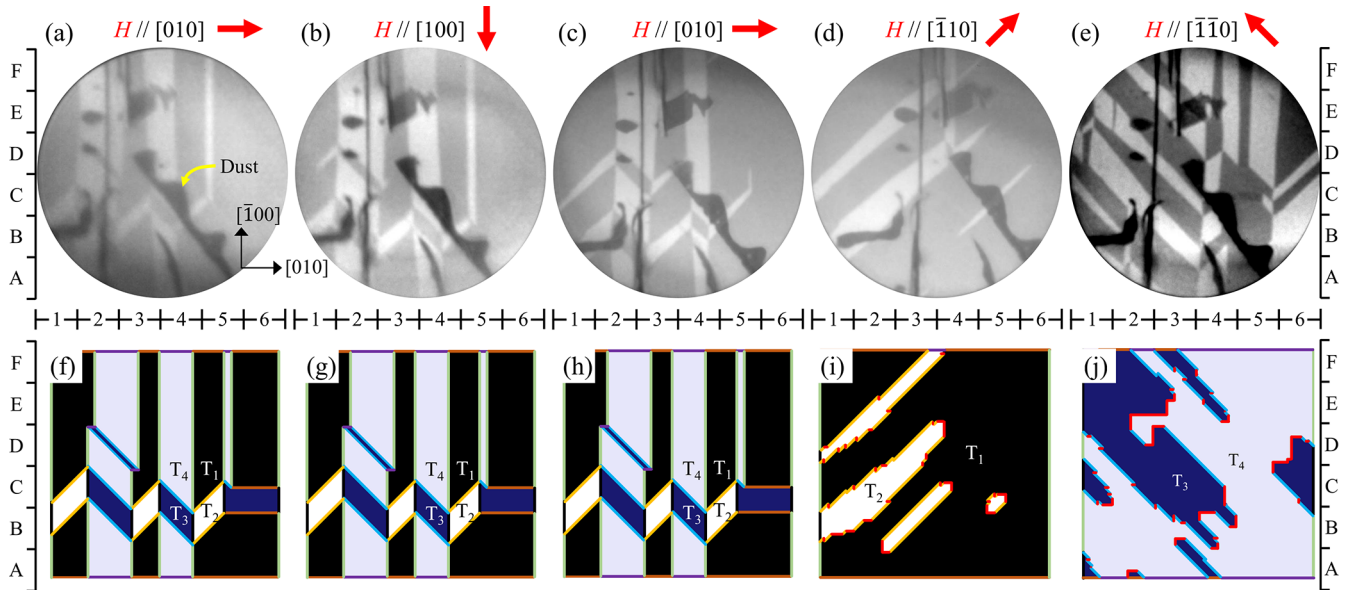 (a) H // [010]
(b) H // [100]
(c) H // [010]
(d) H // [1̄10]
(e) H // [1̄1̄0]
F
E
D
C
B
A
Dust
[1̄00]
[010]
F
E
D
C
B
A
1 2 3 4 5 6
1 2 3 4 5 6
1 2 3 4 5 6
1 2 3 4 5 6
1 2 3 4 5 6
(f)
(g)
(h)
(i)
(j)
F
E
D
C
B
A
T₄ T₁
T₃ T₂
T₄ T₁
T₃ T₂
T₄ T₁
T₃ T₂
T₁
T₂
T₄
T₃
F
E
D
C
B
A